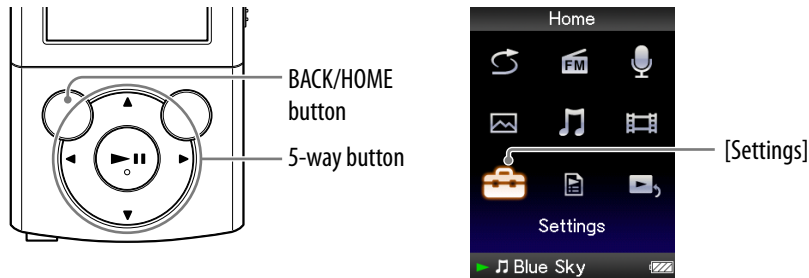 BACK/HOME
button
5-way button
Home
FM
[Settings]
Settings
Blue Sky